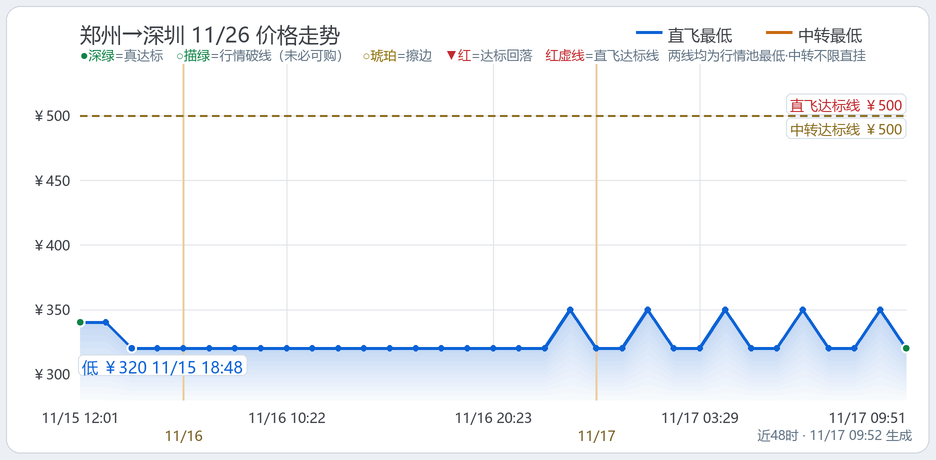 郑州→深圳 11/26 价格走势
直飞最低 中转最低
●深绿=真达标 ○描绿=行情破线（未必可购） ○琥珀=擦边 ▼红=达标回落 红虚线=直飞达标线 两线均为行情池最低·中转不限直挂
¥500
直飞达标线 ¥500
中转达标线 ¥500
¥450
¥400
¥350
¥300
低 ¥320 11/15 18:48
11/15 12:01 11/16 10:22 11/16 20:23 11/17 03:29 11/17 09:51
11/16 11/17
近48时 · 11/17 09:52 生成